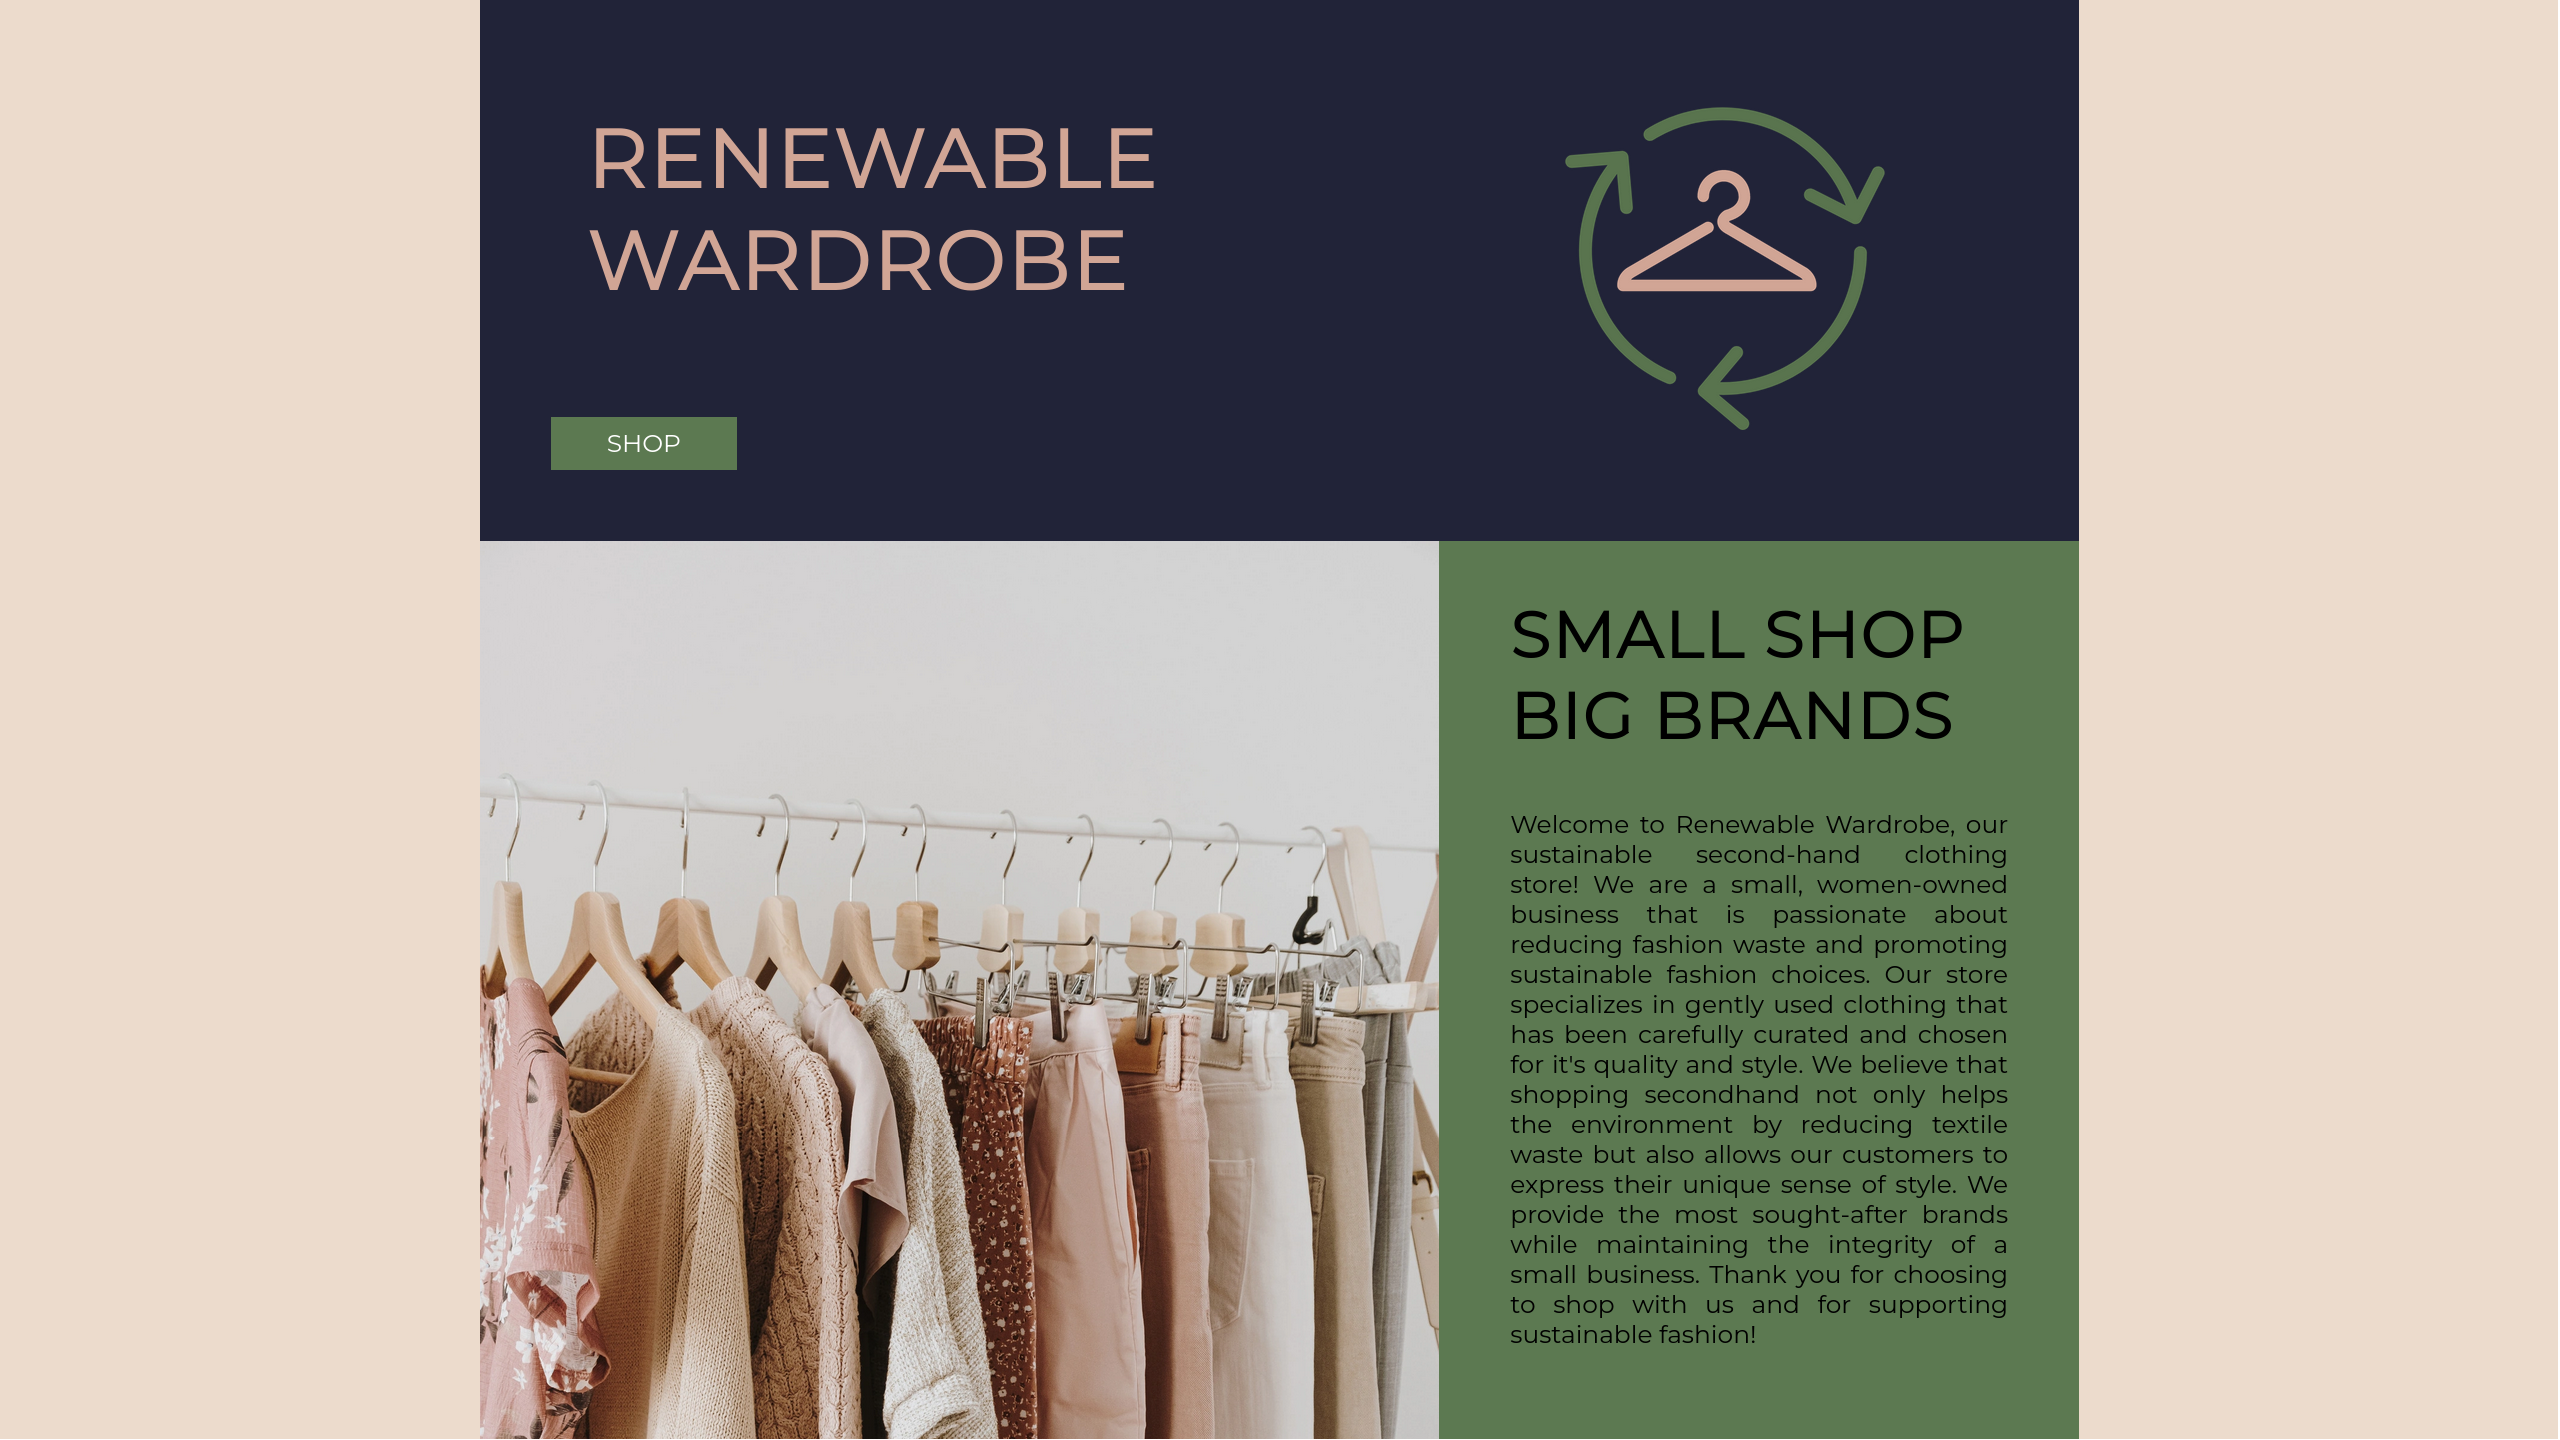 RENEWABLE
WARDROBE
SHOP
SMALL SHOP
BIG BRANDS
Welcome to Renewable Wardrobe, our
sustainable second-hand clothing
store! We are a small, women-owned
business that is passionate about
reducing fashion waste and promoting
sustainable fashion choices. Our store
specializes in gently used clothing that
has been carefully curated and chosen
for it's quality and style. We believe that
shopping secondhand not only helps
the environment by reducing textile
waste but also allows our customers to
express their unique sense of style. We
provide the most sought-after brands
while maintaining the integrity of a
small business. Thank you for choosing
to shop with us and for supporting
sustainable fashion!